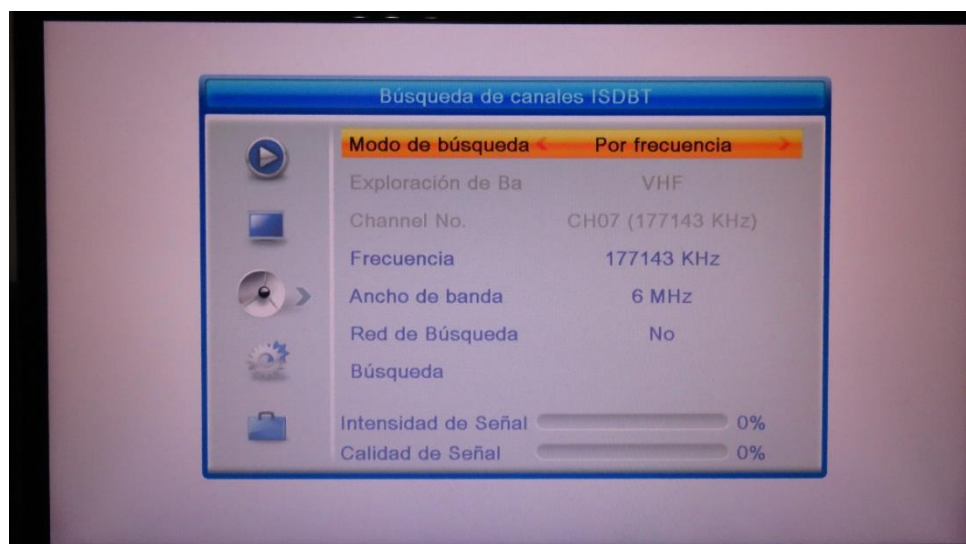 Búsqueda de canales ISDBT
Modo de búsqueda Por frecuencia
Exploración de Ba VHF
Channel No. CH07 (177143 KHz)
Frecuencia 177143 KHz
Ancho de banda 6 MHz
Red de Búsqueda No
Búsqueda
Intensidad de Señal 0%
Calidad de Señal 0%